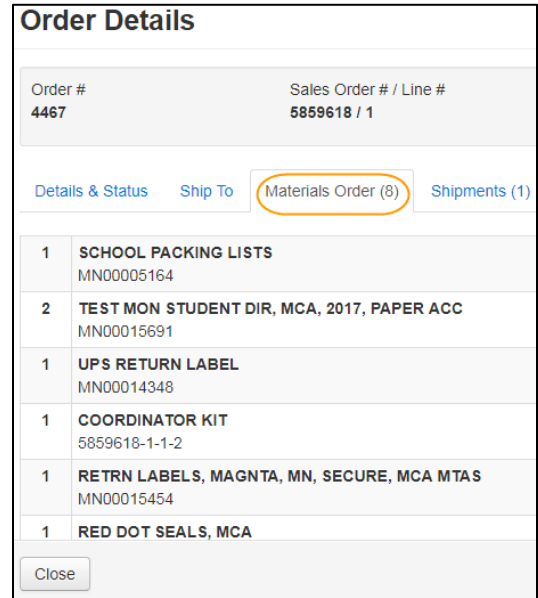 Order Details
Order # Sales Order # / Line #
4467 5859618 / 1
Details & Status Ship To Materials Order (8) Shipments (1)
1 SCHOOL PACKING LISTS
MN00005164
2 TEST MON STUDENT DIR, MCA, 2017, PAPER ACC
MN00015691
1 UPS RETURN LABEL
MN00014348
1 COORDINATOR KIT
5859618-1-1-2
1 RETRN LABELS, MAGNTA, MN, SECURE, MCA MTAS
MN00015454
1 RED DOT SEALS, MCA
Close